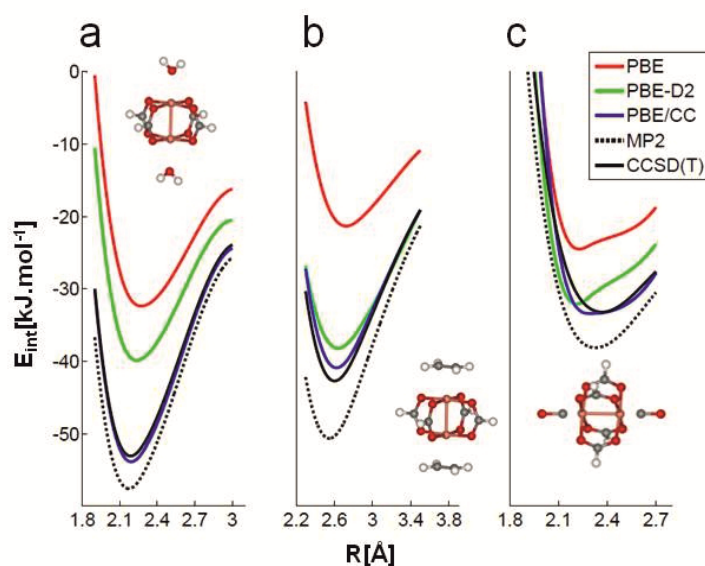 a
b
c
PBE
PBE-D2
PBE/CC
MP2
CCSD(T)
0
-10
-20
-30
-40
-50
E_int[kJ.mol⁻¹]
1.8 2.1 2.4 2.7 3
2.2 2.6 3 3.4 3.8
1.8 2.1 2.4 2.7
R[Å]